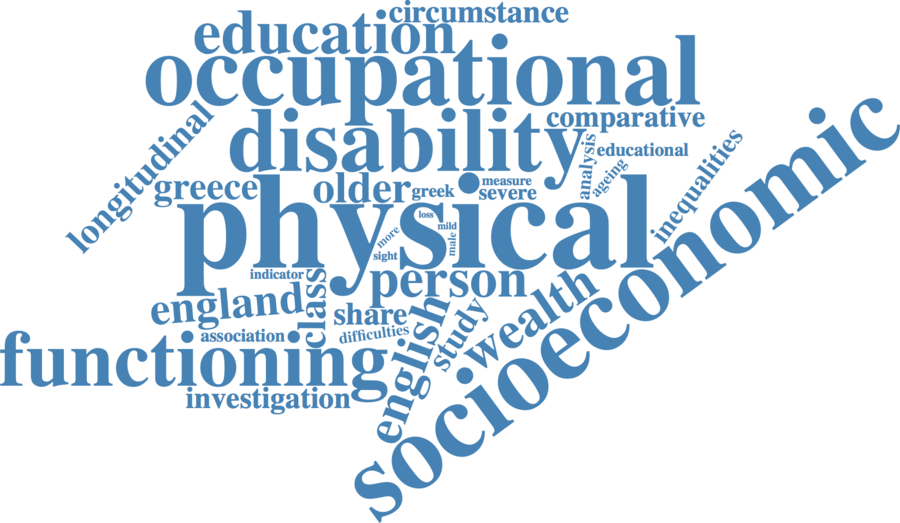 circumstance
education
occupational
disability
comparative
longitudinal
analysis
educational
ageing
inequalities
greece
older
greek
measure
severe
physical
socioeconomic
loss
mild
more
male
sight
indicator
person
class
england
share
wealth
association
difficulties
english
study
functioning
investigation